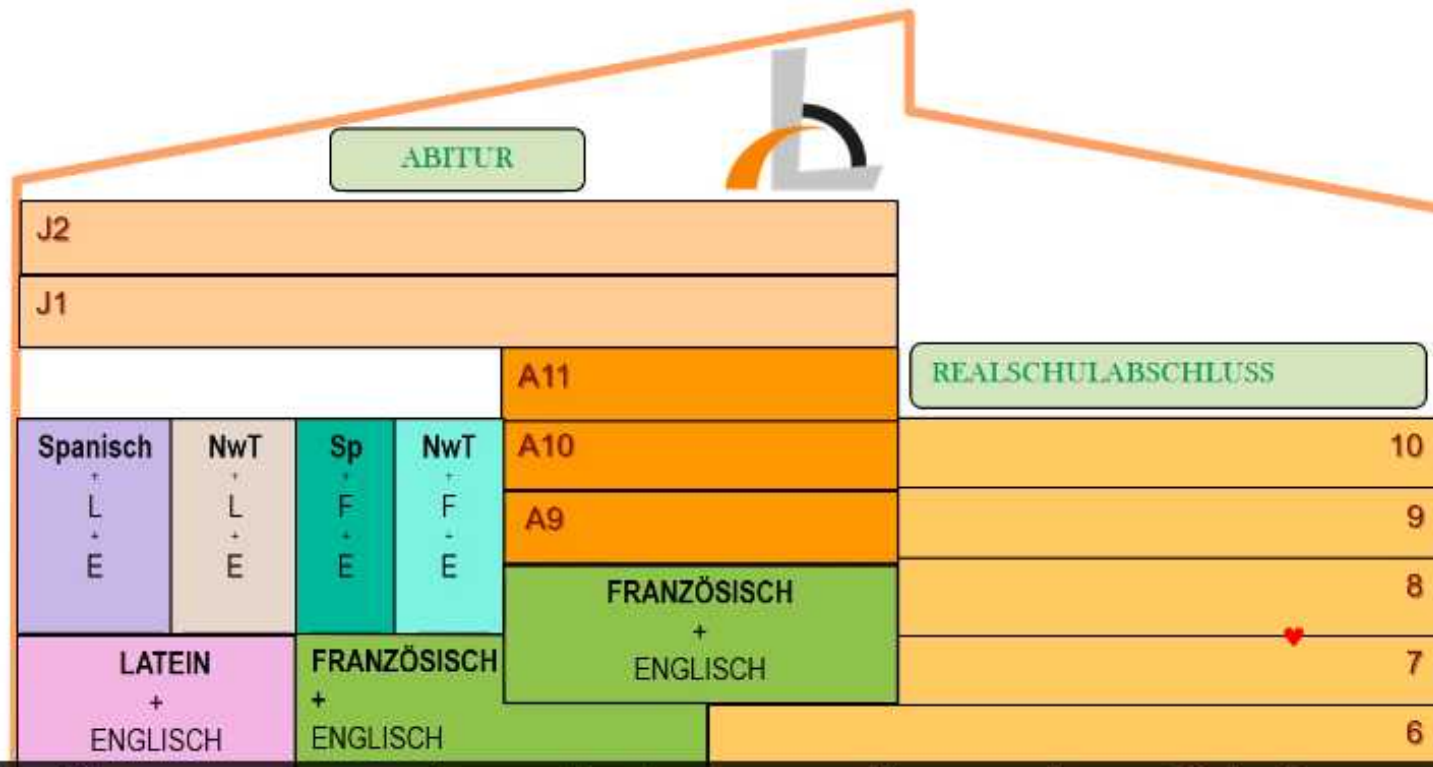 ABITUR
J2
J1
A11
REALSCHULABSCHLUSS
Spanisch
+
L
+
E
NwT
+
L
+
E
Sp
+
F
+
E
NwT
+
F
+
E
A10
10
A9
9
FRANZÖSISCH
+
ENGLISCH
8
7
LATEIN
+
ENGLISCH
FRANZÖSISCH
+
ENGLISCH
6